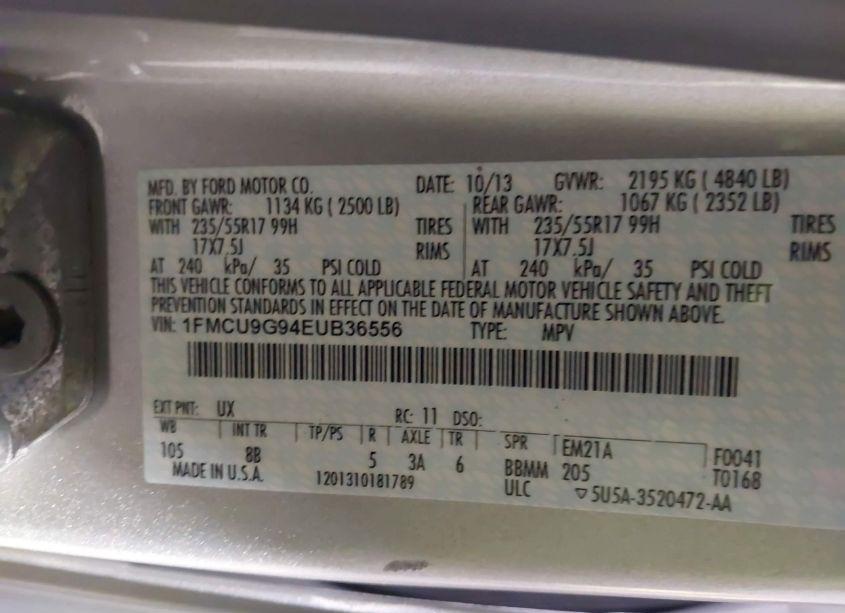 MFD. BY FORD MOTOR CO. DATE: 10/13 GVWR: 2195 KG ( 4840 LB)
FRONT GAWR: 1134 KG ( 2500 LB) REAR GAWR: 1067 KG ( 2352 LB)
WITH 235/55R17 99H TIRES WITH 235/55R17 99H TIRES
17X7.5J RIMS 17X7.5J RIMS
AT 240 kPa/ 35 PSI COLD AT 240 kPa/ 35 PSI COLD
THIS VEHICLE CONFORMS TO ALL APPLICABLE FEDERAL MOTOR VEHICLE SAFETY AND THEFT
PREVENTION STANDARDS IN EFFECT ON THE DATE OF MANUFACTURE SHOWN ABOVE.
VIN: 1FMCU9G94EUB36556 TYPE: MPV
EXT PNT: UX RC: 11 DSO:
WB INT TR TP/PS R AXLE TR SPR EM21A F0041
105 8B 5 3A 6 BBMM 205 T0168
MADE IN U.S.A. 1201310181789 ULC ▽5U5A-3520472-AA